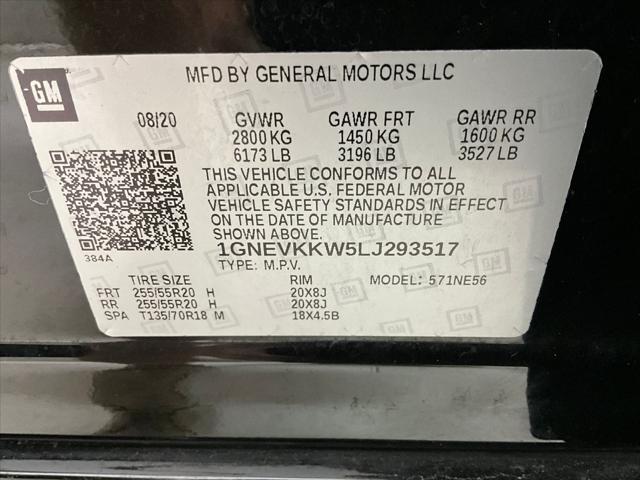 GM
MFD BY GENERAL MOTORS LLC
08/20 GVWR GAWR FRT GAWR RR
2800 KG 1450 KG 1600 KG
6173 LB 3196 LB 3527 LB
THIS VEHICLE CONFORMS TO ALL
APPLICABLE U.S. FEDERAL MOTOR
VEHICLE SAFETY STANDARDS IN EFFECT
ON THE DATE OF MANUFACTURE
SHOWN ABOVE.
1GNEVKKW5LJ293517
384A
TYPE: M.P.V.
TIRE SIZE RIM MODEL: 571NE56
FRT 255/55R20 H 20X8J
RR 255/55R20 H 20X8J
SPA T135/70R18 M 18X4.5B